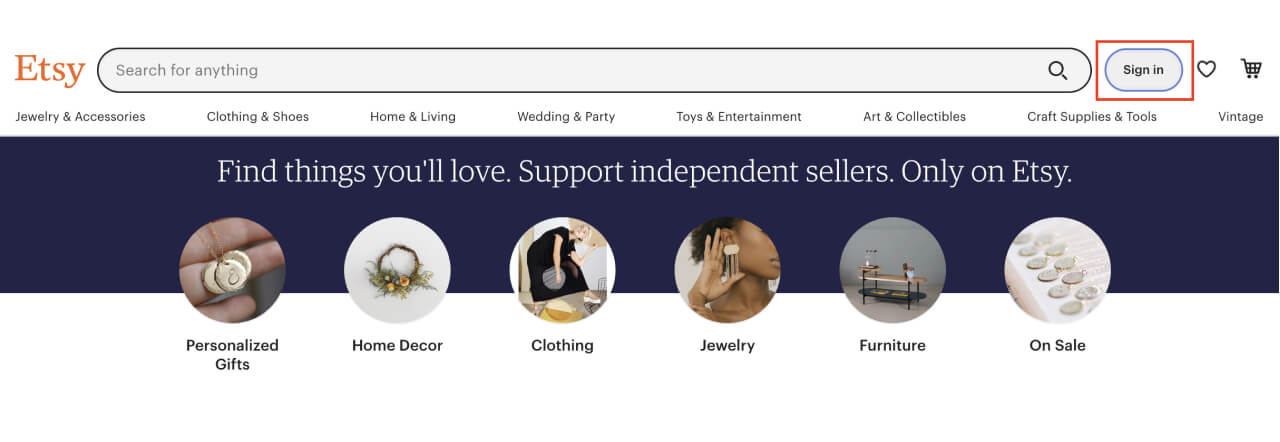 Etsy
Search for anything
Sign in
Jewelry & Accessories
Clothing & Shoes
Home & Living
Wedding & Party
Toys & Entertainment
Art & Collectibles
Craft Supplies & Tools
Vintage
Find things you'll love. Support independent sellers. Only on Etsy.
Personalized
Gifts
Home Decor
Clothing
Jewelry
Furniture
On Sale